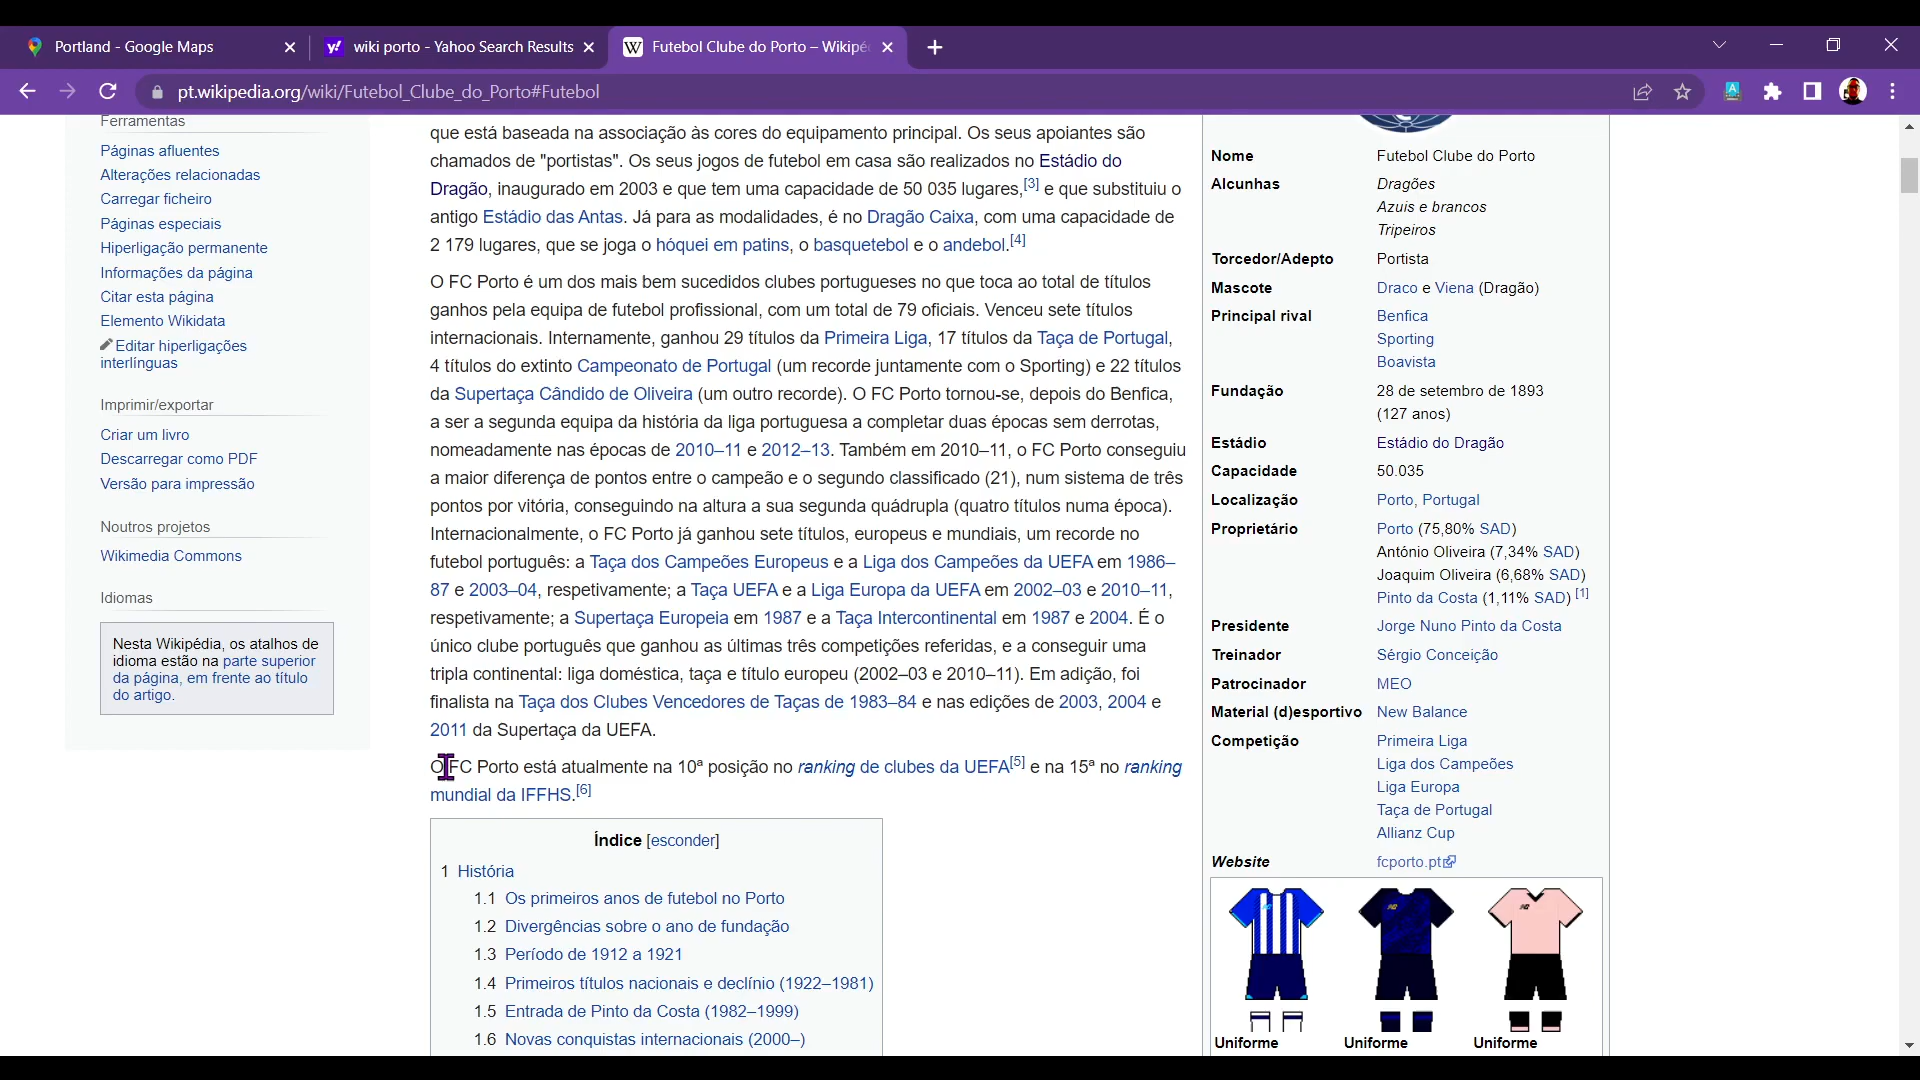 Portland - Google Maps
wiki porto - Yahoo Search Results
Futebol Clube do Porto – Wikipé
pt.wikipedia.org/wiki/Futebol_Clube_do_Porto#Futebol
Ferramentas
Páginas afluentes
Alterações relacionadas
Carregar ficheiro
Páginas especiais
Hiperligação permanente
Informações da página
Citar esta página
Elemento Wikidata
Editar hiperligações
interlínguas
Imprimir/exportar
Criar um livro
Descarregar como PDF
Versão para impressão
Noutros projetos
Wikimedia Commons
Idiomas
Nesta Wikipédia, os atalhos de
idioma estão na parte superior
da página, em frente ao título
do artigo.
que está baseada na associação às cores do equipamento principal. Os seus apoiantes são
chamados de "portistas". Os seus jogos de futebol em casa são realizados no Estádio do
Dragão, inaugurado em 2003 e que tem uma capacidade de 50 035 lugares,[3] e que substituiu o
antigo Estádio das Antas. Já para as modalidades, é no Dragão Caixa, com uma capacidade de
2 179 lugares, que se joga o hóquei em patins, o basquetebol e o andebol.[4]
O FC Porto é um dos mais bem sucedidos clubes portugueses no que toca ao total de títulos
ganhos pela equipa de futebol profissional, com um total de 79 oficiais. Venceu sete títulos
internacionais. Internamente, ganhou 29 títulos da Primeira Liga, 17 títulos da Taça de Portugal,
4 títulos do extinto Campeonato de Portugal (um recorde juntamente com o Sporting) e 22 títulos
da Supertaça Cândido de Oliveira (um outro recorde). O FC Porto tornou-se, depois do Benfica,
a ser a segunda equipa da história da liga portuguesa a completar duas épocas sem derrotas,
nomeadamente nas épocas de 2010–11 e 2012–13. Também em 2010–11, o FC Porto conseguiu
a maior diferença de pontos entre o campeão e o segundo classificado (21), num sistema de três
pontos por vitória, conseguindo na altura a sua segunda quádrupla (quatro títulos numa época).
Internacionalmente, o FC Porto já ganhou sete títulos, europeus e mundiais, um recorde no
futebol português: a Taça dos Campeões Europeus e a Liga dos Campeões da UEFA em 1986–
87 e 2003–04, respetivamente; a Taça UEFA e a Liga Europa da UEFA em 2002–03 e 2010–11,
respetivamente; a Supertaça Europeia em 1987 e a Taça Intercontinental em 1987 e 2004. É o
único clube português que ganhou as últimas três competições referidas, e a conseguir uma
tripla continental: liga doméstica, taça e título europeu (2002–03 e 2010–11). Em adição, foi
finalista na Taça dos Clubes Vencedores de Taças de 1983–84 e nas edições de 2003, 2004 e
2011 da Supertaça da UEFA.
O FC Porto está atualmente na 10ª posição no ranking de clubes da UEFA[5] e na 15ª no ranking
mundial da IFFHS.[6]
Índice [esconder]
1 História
1.1 Os primeiros anos de futebol no Porto
1.2 Divergências sobre o ano de fundação
1.3 Período de 1912 a 1921
1.4 Primeiros títulos nacionais e declínio (1922–1981)
1.5 Entrada de Pinto da Costa (1982–1999)
1.6 Novas conquistas internacionais (2000–)
Nome Futebol Clube do Porto
Alcunhas Dragões
Azuis e brancos
Tripeiros
Torcedor/Adepto Portista
Mascote Draco e Viena (Dragão)
Principal rival Benfica
Sporting
Boavista
Fundação 28 de setembro de 1893
(127 anos)
Estádio Estádio do Dragão
Capacidade 50.035
Localização Porto, Portugal
Proprietário Porto (75,80% SAD)
António Oliveira (7,34% SAD)
Joaquim Oliveira (6,68% SAD)
Pinto da Costa (1,11% SAD) [1]
Presidente Jorge Nuno Pinto da Costa
Treinador Sérgio Conceição
Patrocinador MEO
Material (d)esportivo New Balance
Competição Primeira Liga
Liga dos Campeões
Liga Europa
Taça de Portugal
Allianz Cup
Website fcporto.pt
Uniforme Uniforme Uniforme